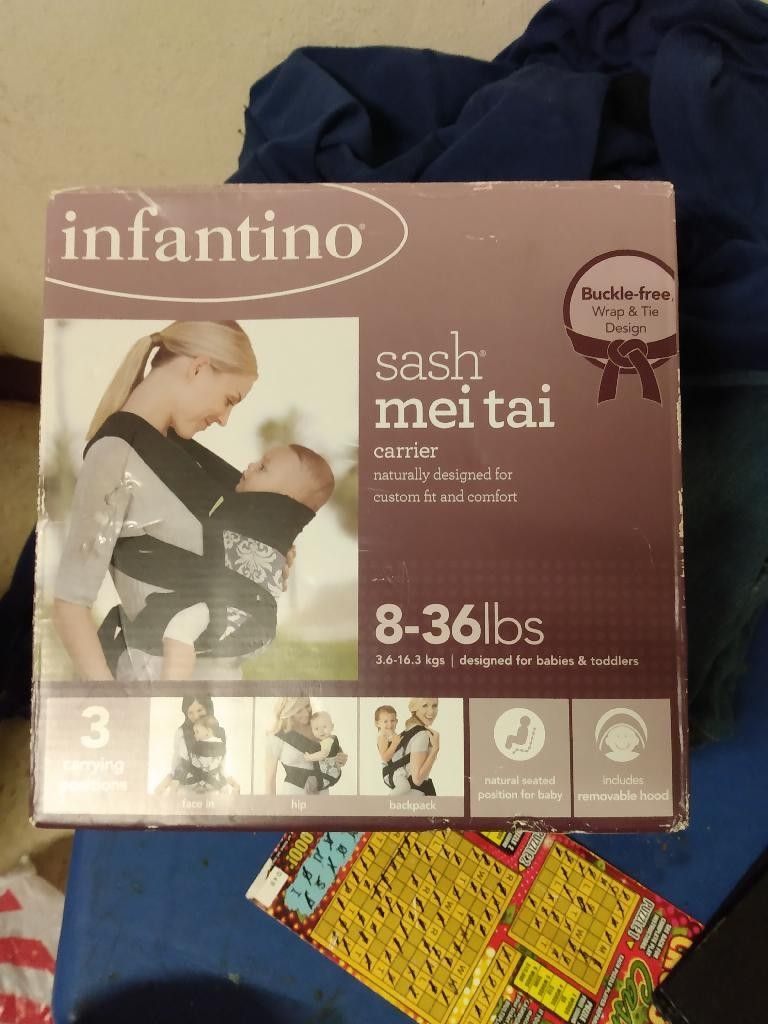 infantino
Buckle-free
Wrap & Tie
Design
sash®
mei tai
carrier
naturally designed for
custom fit and comfort
8-36lbs
3.6-16.3 kgs | designed for babies & toddlers
3
carrying
positions
face in
hip
backpack
natural seated
position for baby
includes
removable hood
PUZZLE 1